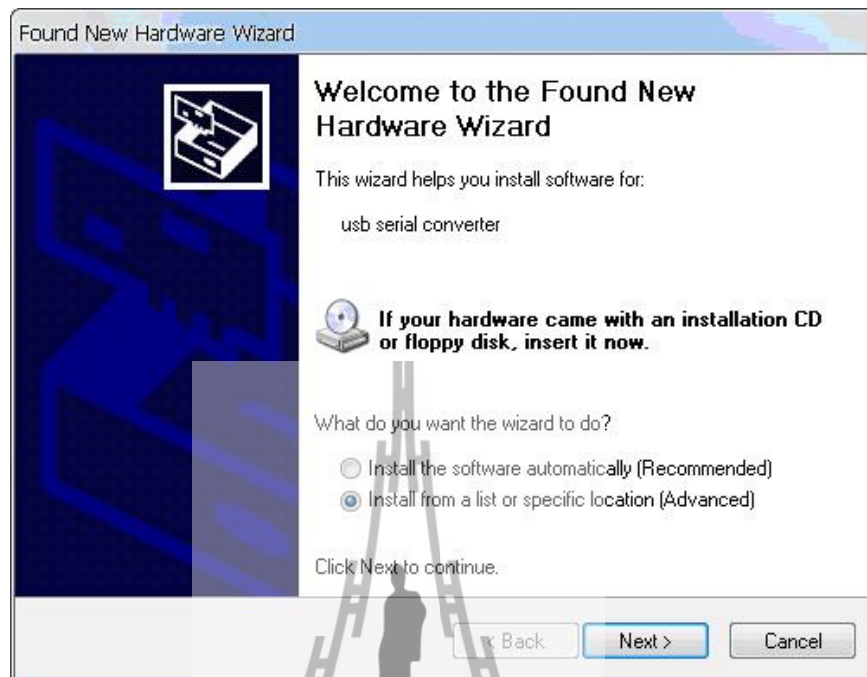 Found New Hardware Wizard
Welcome to the Found New
Hardware Wizard
This wizard helps you install software for:
usb serial converter
If your hardware came with an installation CD
or floppy disk, insert it now.
What do you want the wizard to do?
Install the software automatically (Recommended)
Install from a list or specific location (Advanced)
Click Next to continue.
< Back
Next >
Cancel